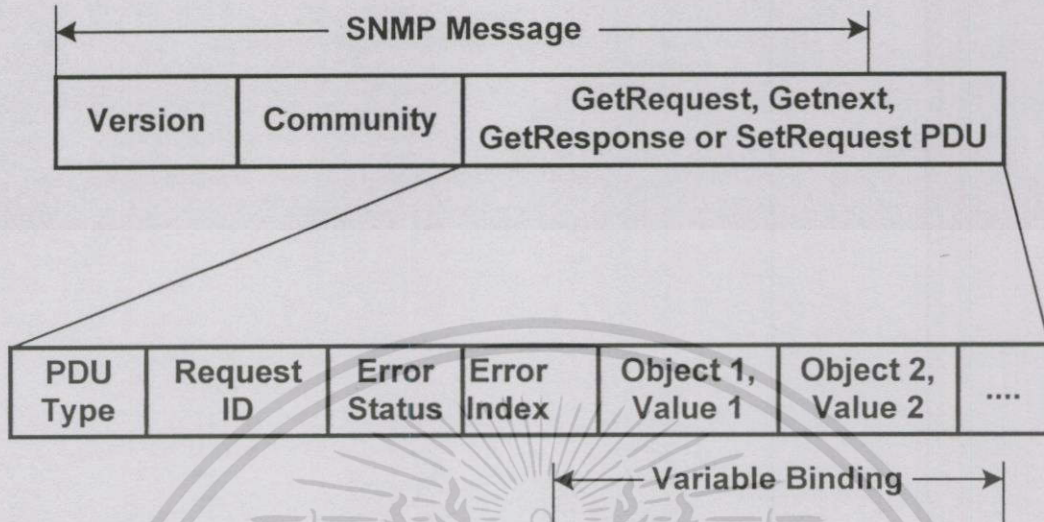 SNMP Message
Version
Community
GetRequest, Getnext,
GetResponse or SetRequest PDU
PDU
Type
Request
ID
Error
Status
Error
Index
Object 1,
Value 1
Object 2,
Value 2
....
Variable Binding